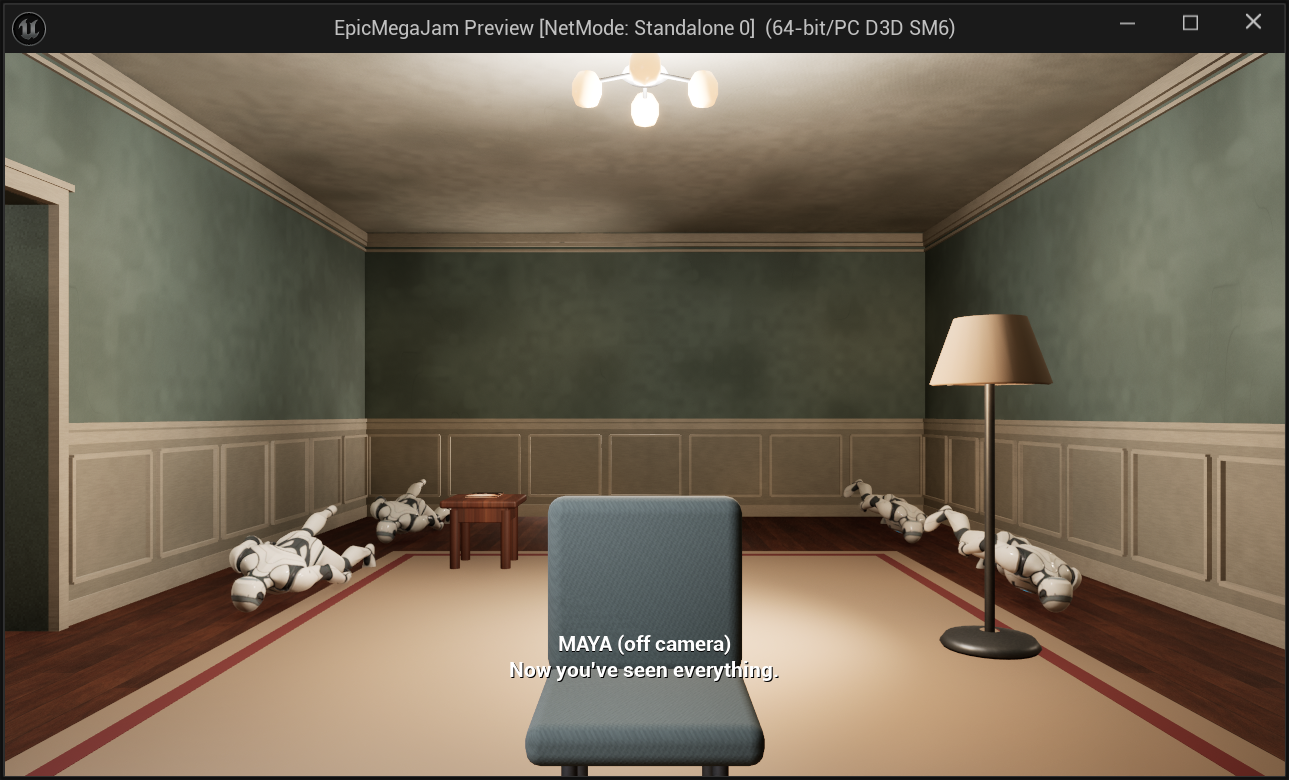 EpicMegaJam Preview [NetMode: Standalone 0]  (64-bit/PC D3D SM6)
MAYA (off camera)
Now you've seen everything.